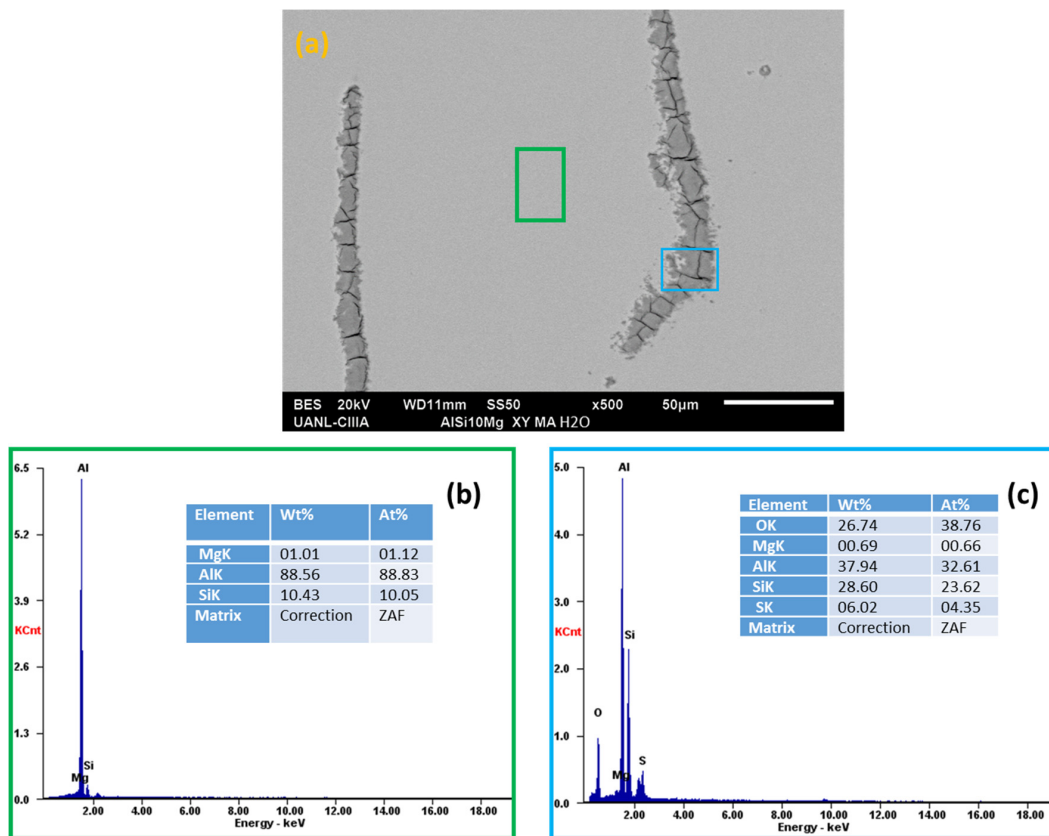 (a)
BES 20kV WD11mm SS50 x500 50µm
UANL-CIIIA AlSi10Mg XY MA H2O
(b)
6.5
5.2
3.9
KCnt
2.6
1.3
0.0
Al
Mg
Si
2.00 4.00 6.00 8.00 10.00 12.00 14.00 16.00 18.00
Energy - keV
Element Wt% At%
MgK 01.01 01.12
AlK 88.56 88.83
SiK 10.43 10.05
Matrix Correction ZAF
(c)
5.0
4.0
3.0
KCnt
2.0
1.0
0.0
O
Mg
Al
Si
S
2.00 4.00 6.00 8.00 10.00 12.00 14.00 16.00 18.00
Energy - keV
Element Wt% At%
OK 26.74 38.76
MgK 00.69 00.66
AlK 37.94 32.61
SiK 28.60 23.62
SK 06.02 04.35
Matrix Correction ZAF